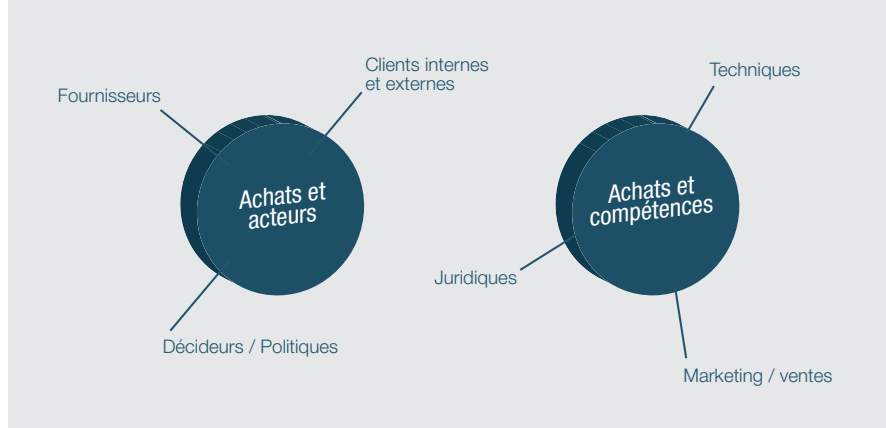 Fournisseurs
Clients internes
et externes
Achats et
acteurs
Décideurs / Politiques
Techniques
Achats et
compétences
Juridiques
Marketing / ventes